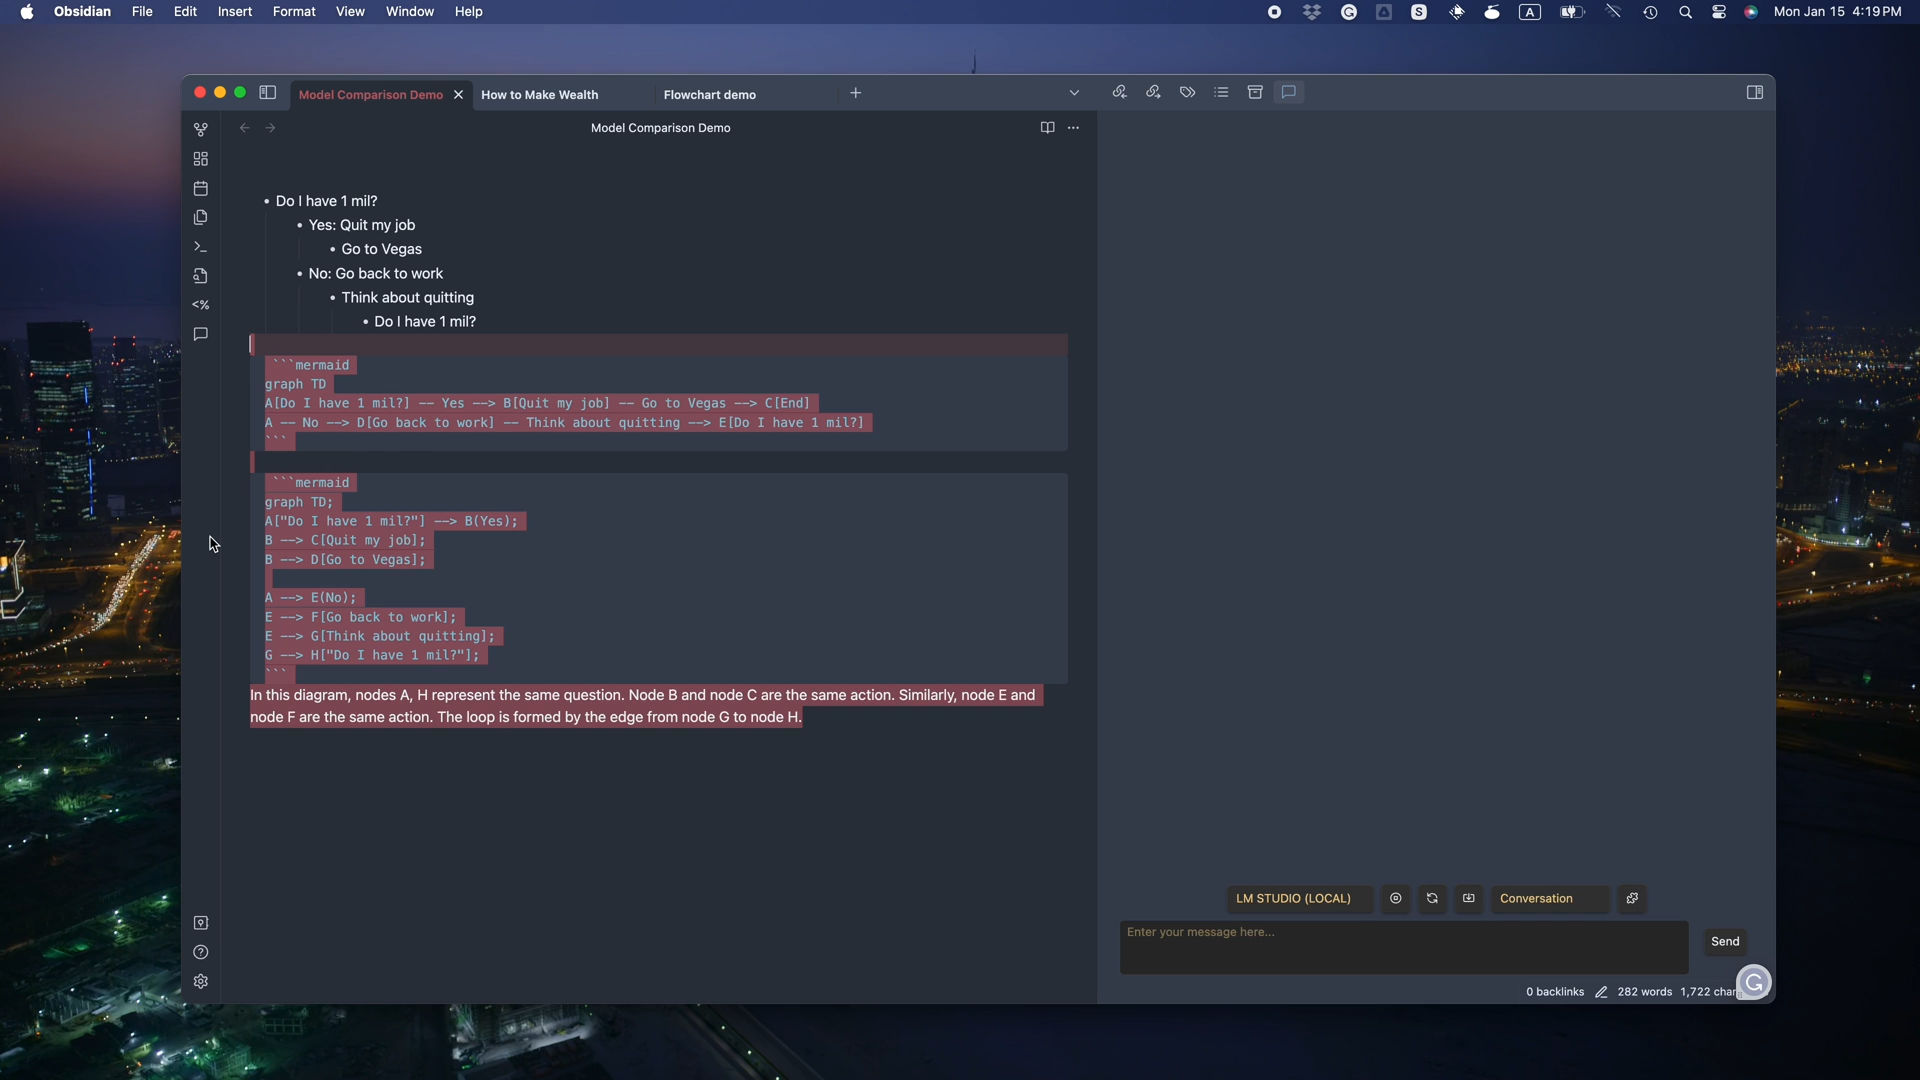 Obsidian File Edit Insert Format View Window Help
S A Mon Jan 15 4:19 PM
Model Comparison Demo How to Make Wealth Flowchart demo
Model Comparison Demo
Do I have 1 mil?
Yes: Quit my job
Go to Vegas
No: Go back to work
Think about quitting
Do I have 1 mil?
```mermaid
graph TD
A[Do I have 1 mil?] -- Yes --> B[Quit my job] -- Go to Vegas --> C[End]
A -- No --> D[Go back to work] -- Think about quitting --> E[Do I have 1 mil?]
```
```mermaid
graph TD;
A["Do I have 1 mil?"] --> B(Yes);
B --> C[Quit my job];
B --> D[Go to Vegas];
A --> E(No);
E --> F[Go back to work];
E --> G[Think about quitting];
G --> H["Do I have 1 mil?"];
```
In this diagram, nodes A, H represent the same question. Node B and node C are the same action. Similarly, node E and
node F are the same action. The loop is formed by the edge from node G to node H.
LM STUDIO (LOCAL) Conversation
Enter your message here...
Send
0 backlinks 282 words 1,722 char